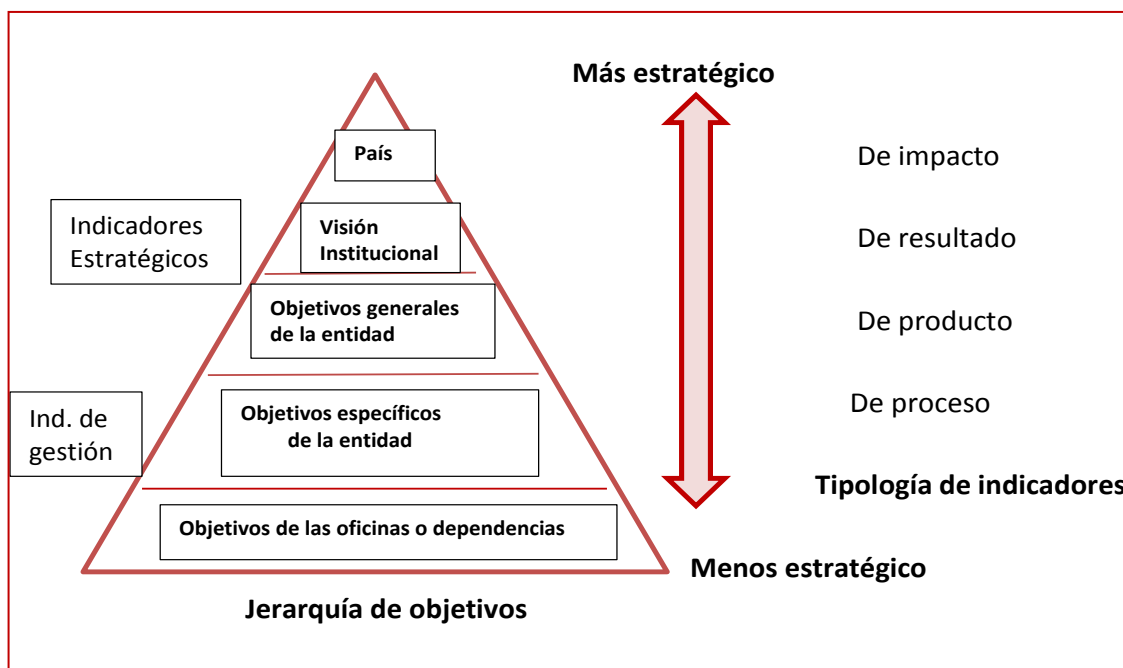 Más estratégico
País
De impacto
Indicadores
Estratégicos
Visión
Institucional
De resultado
Objetivos generales
de la entidad
De producto
Ind. de
gestión
Objetivos específicos
de la entidad
De proceso
Tipología de indicadores
Objetivos de las oficinas o dependencias
Menos estratégico
Jerarquía de objetivos